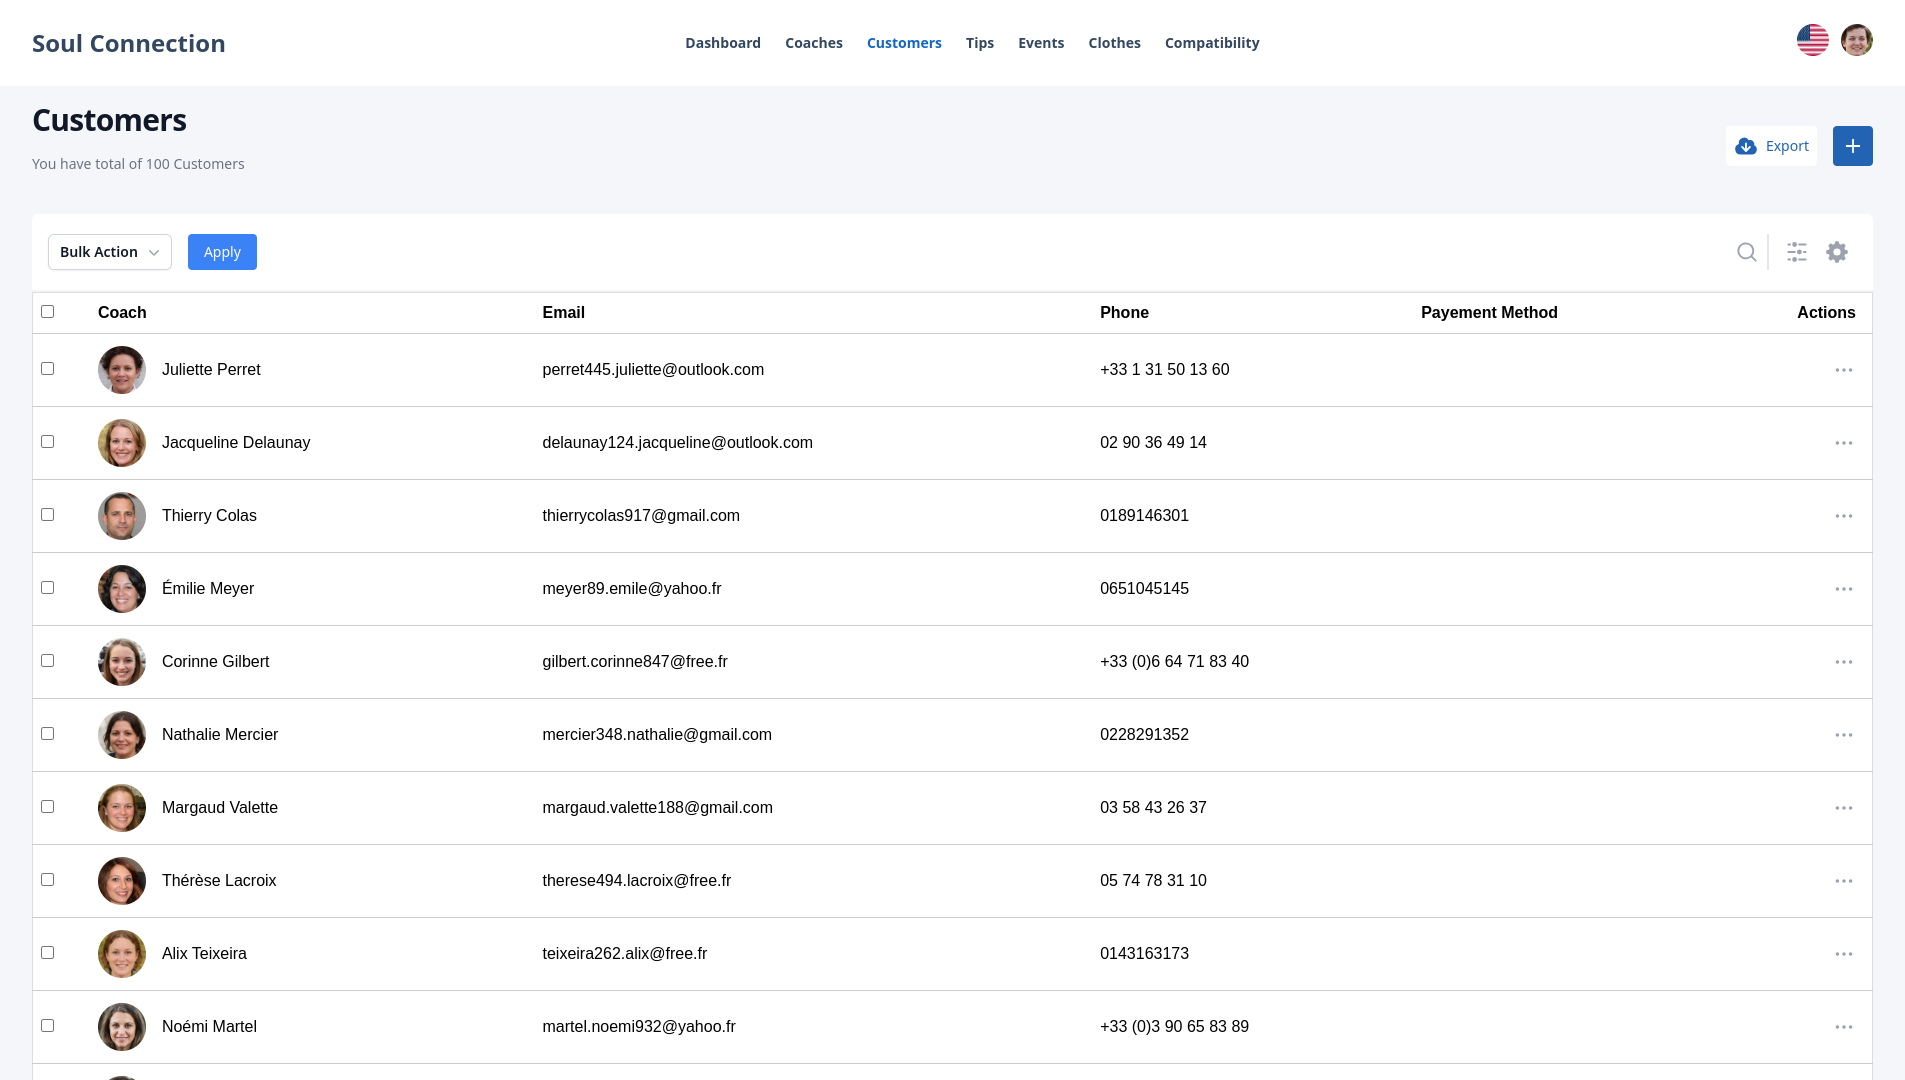 Soul Connection
Dashboard Coaches Customers Tips Events Clothes Compatibility
Customers
You have total of 100 Customers
Export
Bulk Action Apply
Coach Email Phone Payement Method Actions
Juliette Perret perret445.juliette@outlook.com +33 1 31 50 13 60
Jacqueline Delaunay delaunay124.jacqueline@outlook.com 02 90 36 49 14
Thierry Colas thierrycolas917@gmail.com 0189146301
Émilie Meyer meyer89.emile@yahoo.fr 0651045145
Corinne Gilbert gilbert.corinne847@free.fr +33 (0)6 64 71 83 40
Nathalie Mercier mercier348.nathalie@gmail.com 0228291352
Margaud Valette margaud.valette188@gmail.com 03 58 43 26 37
Thérèse Lacroix therese494.lacroix@free.fr 05 74 78 31 10
Alix Teixeira teixeira262.alix@free.fr 0143163173
Noémi Martel martel.noemi932@yahoo.fr +33 (0)3 90 65 83 89